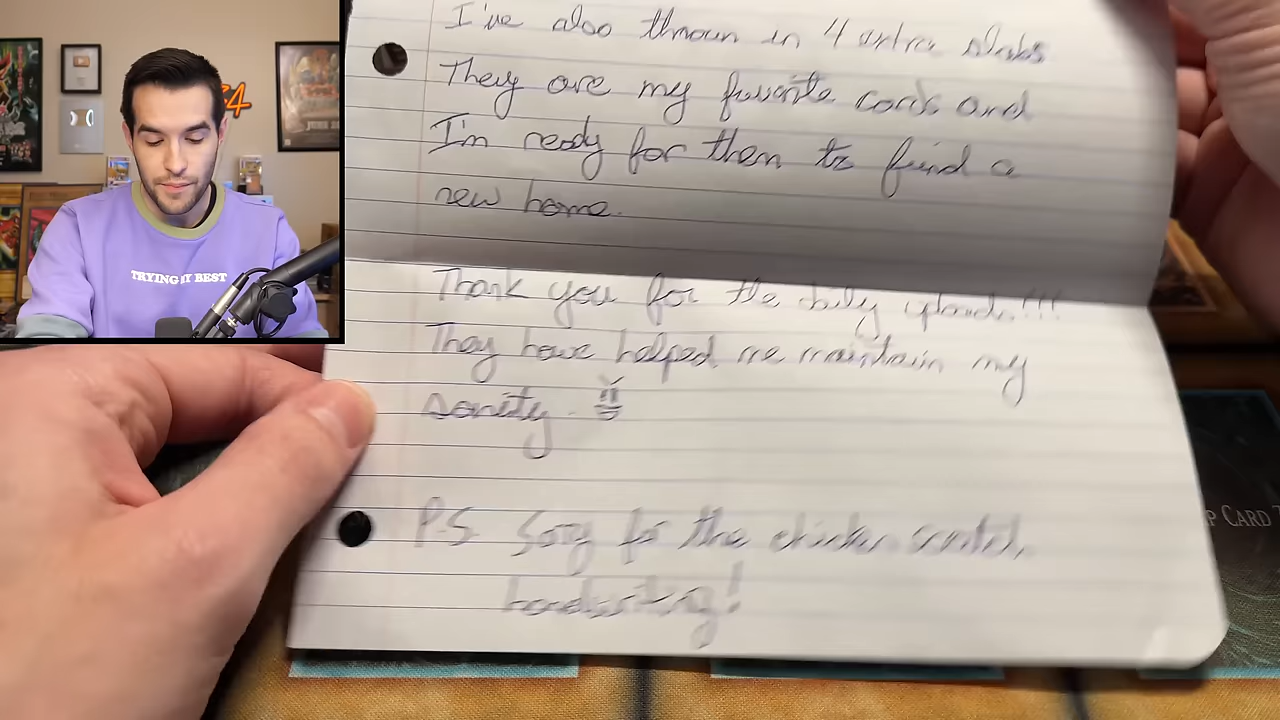 I've also thrown in 4 extra slabs
They are my favorite cards and
I'm ready for them to find a
new home.
Thank you for the daily uploads!!!
They have helped me maintain my
sanity.
P.S. Sorry for the chicken scratch
handwriting!
TRYING MY BEST
CARD